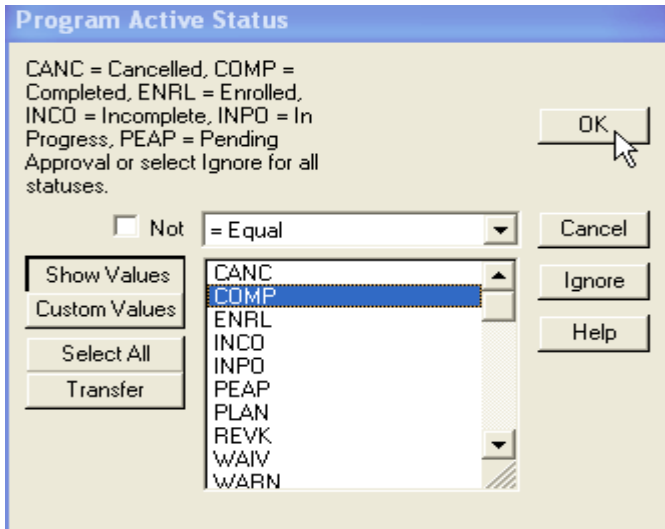 Program Active Status
CANC = Cancelled, COMP =
Completed, ENRL = Enrolled,
INCO = Incomplete, INPO = In
Progress, PEAP = Pending
Approval or select Ignore for all
statuses.
OK
Not
= Equal
Cancel
Show Values
Custom Values
Select All
Transfer
CANC
COMP
ENRL
INCO
INPO
PEAP
PLAN
REVK
WAIV
WARN
Ignore
Help